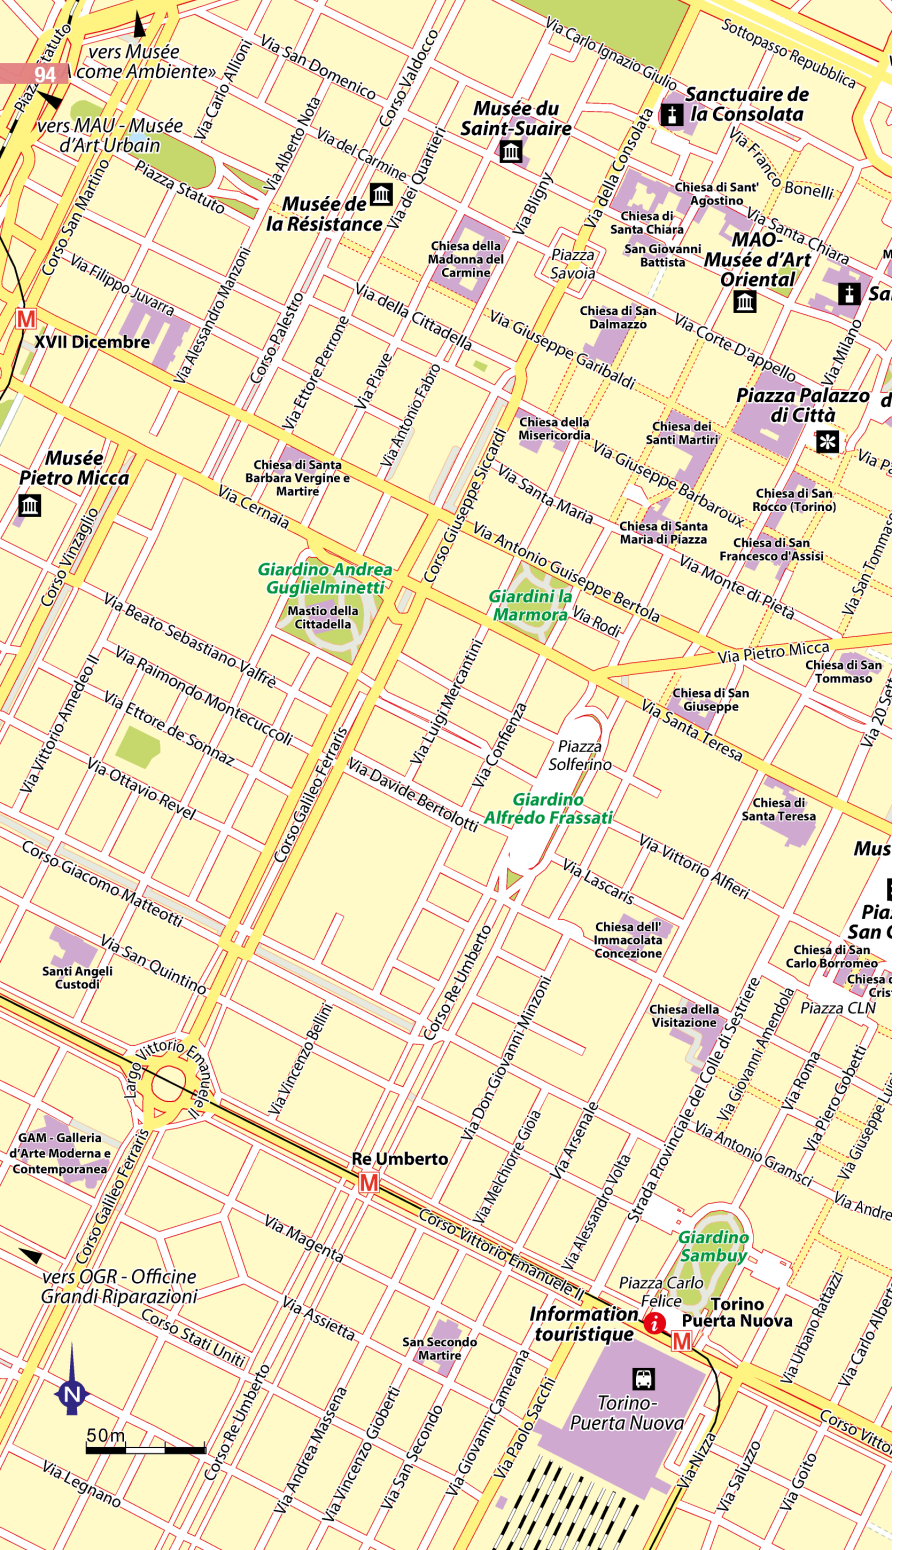 Piazza Statuto
vers Musée
A come Ambiente»
94
vers MAU - Musée
d'Art Urbain
Via Carlo Allioni
Via San Domenico
Corso Valdocco
Via Carlo Ignazio Giulio
Sottopasso Repubblica
Sanctuaire de
la Consolata
Musée du
Saint-Suaire
Via Alberto Nota
Via del Carmine
Via dei Quartieri
Via della Consolata
Via Franco Bonelli
Piazza Statuto
Corso San Martino
Musée de
la Résistance
Via Bligny
Chiesa di Sant'
Agostino
Chiesa di
Santa Chiara
Via Santa Chiara
San Giovanni
Battista
MAO-
Musée d'Art
Oriental
Chiesa della
Madonna del
Carmine
Piazza
Savoia
Via Filippo Juvarra
Via Alessandro Manzoni
Corso Palestro
Via della Cittadella
Via Giuseppe Garibaldi
Chiesa di San
Dalmazzo
Via Corte D'appello
Via Milano
M
XVII Dicembre
Via Ettore Perrone
Via Piave
Via Antonio Fabro
Piazza Palazzo
di Città
Musée
Pietro Micca
Chiesa della
Misericordia
Chiesa dei
Santi Martiri
Via Giuseppe Barbaroux
Chiesa di Santa
Barbara Vergine e
Martire
Via Cernaia
Corso Giuseppe Siccardi
Via Santa Maria
Chiesa di San
Rocco (Torino)
Chiesa di Santa
Maria di Piazza
Chiesa di San
Francesco d'Assisi
Corso Vinzaglio
Via Antonio Guiseppe Bertola
Via Monte di Pietà
Via San Tommaso
Giardino Andrea
Guglielminetti
Mastio della
Cittadella
Giardini la
Marmora
Via Rodi
Via Pietro Micca
Chiesa di San
Tommaso
Via Beato Sebastiano Valfrè
Via Raimondo Montecuccoli
Via Ettore de Sonnaz
Via Ottavio Revel
Via Vittorio Amedeo II
Via Luigi Mercantini
Via Confienza
Chiesa di San
Giuseppe
Via Santa Teresa
Via 20 Sett
Piazza
Solferino
Corso Galileo Ferraris
Via Davide Bertolotti
Giardino
Alfredo Frassati
Chiesa di
Santa Teresa
Corso Giacomo Matteotti
Via Vittorio Alfieri
Via Lascaris
Mus
Pia
San C
Via San Quintino
Santi Angeli
Custodi
Corso Re Umberto
Chiesa dell'
Immacolata
Concezione
Chiesa di San
Carlo Borromeo
Piazza CLN
Largo Vittorio Emanuele II
Via Vincenzo Bellini
Via Don Giovanni Minzoni
Chiesa della
Visitazione
Strada Provinciale del Colle di Sestriere
Via Giovanni Amendola
Via Roma
Via Piero Gobetti
GAM - Galleria
d'Arte Moderna e
Contemporanea
Corso Galileo Ferraris
Re Umberto
M
Via Melchiorre Gioia
Via Arsenale
Via Alessandro Volta
Via Antonio Gramsci
Via Andre
Via Giuseppe Lui
Corso Vittorio Emanuele II
Via Magenta
Giardino
Sambuy
Piazza Carlo
Felice
vers OGR - Officine
Grandi Riparazioni
Corso Stati Uniti
Via Assietta
Information
touristique
i
Torino
Puerta Nuova
M
San Secondo
Martire
Via Urbano Rattazzi
Via Carlo Albert
N
50m
Torino-
Puerta Nuova
Corso Vittor
Corso Re Umberto
Via Andrea Massena
Via Vincenzo Gioberti
Via San Secondo
Via Giovanni Camerana
Via Paolo Sacchi
Via Nizza
Via Saluzzo
Via Goito
Via Legnano